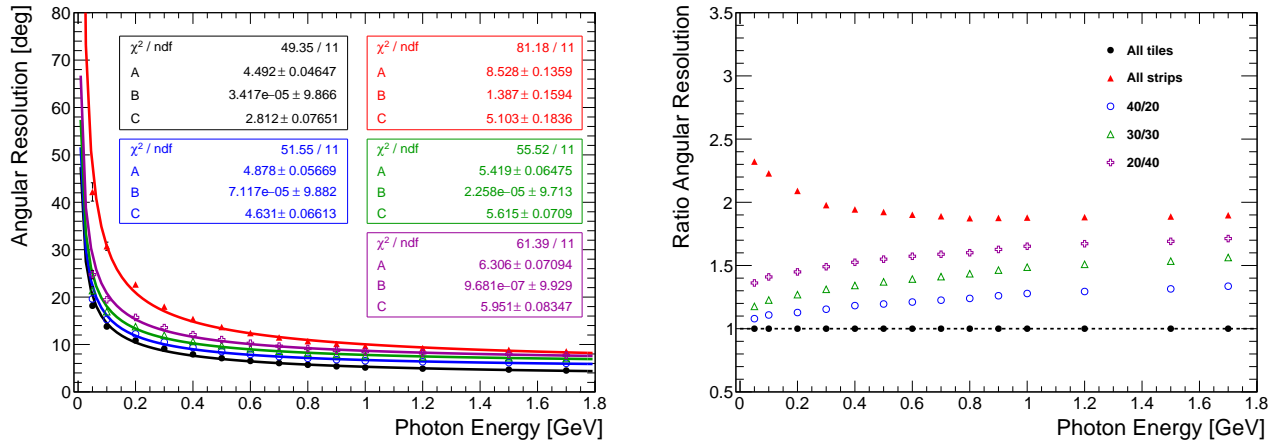 Angular Resolution [deg]
80
70
60
50
40
30
20
10
0
χ² / ndf 49.35 / 11
A 4.492 ± 0.04647
B 3.417e−05 ± 9.866
C 2.812 ± 0.07651
χ² / ndf 81.18 / 11
A 8.528 ± 0.1359
B 1.387 ± 0.1594
C 5.103 ± 0.1836
χ² / ndf 51.55 / 11
A 4.878 ± 0.05669
B 7.117e−05 ± 9.882
C 4.631 ± 0.06613
χ² / ndf 55.52 / 11
A 5.419 ± 0.06475
B 2.258e−05 ± 9.713
C 5.615 ± 0.0709
χ² / ndf 61.39 / 11
A 6.306 ± 0.07094
B 9.681e−07 ± 9.929
C 5.951 ± 0.08347
0 0.2 0.4 0.6 0.8 1 1.2 1.4 1.6 1.8
Photon Energy [GeV]
Ratio Angular Resolution
3.5
3
2.5
2
1.5
1
0.5
All tiles
All strips
40/20
30/30
20/40
0 0.2 0.4 0.6 0.8 1 1.2 1.4 1.6 1.8
Photon Energy [GeV]